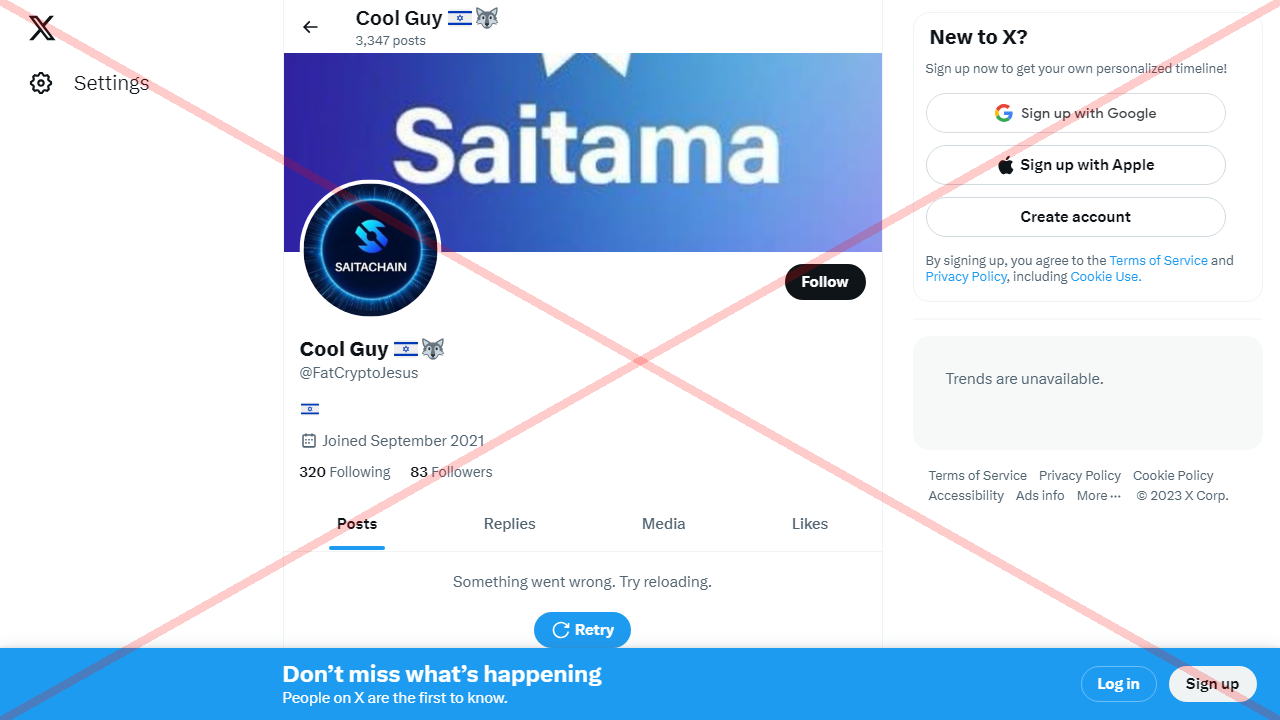 Cool Guy 🇮🇱🐺
3,347 posts
Settings
Saitama
SAITACHAIN
Follow
Cool Guy 🇮🇱🐺
@FatCryptoJesus
🇮🇱
Joined September 2021
320 Following 83 Followers
Posts Replies Media Likes
Something went wrong. Try reloading.
Retry
New to X?
Sign up now to get your own personalized timeline!
Sign up with Google
Sign up with Apple
Create account
By signing up, you agree to the Terms of Service and
Privacy Policy, including Cookie Use.
Trends are unavailable.
Terms of Service Privacy Policy Cookie Policy
Accessibility Ads info More ··· © 2023 X Corp.
Don’t miss what’s happening
People on X are the first to know.
Log in Sign up